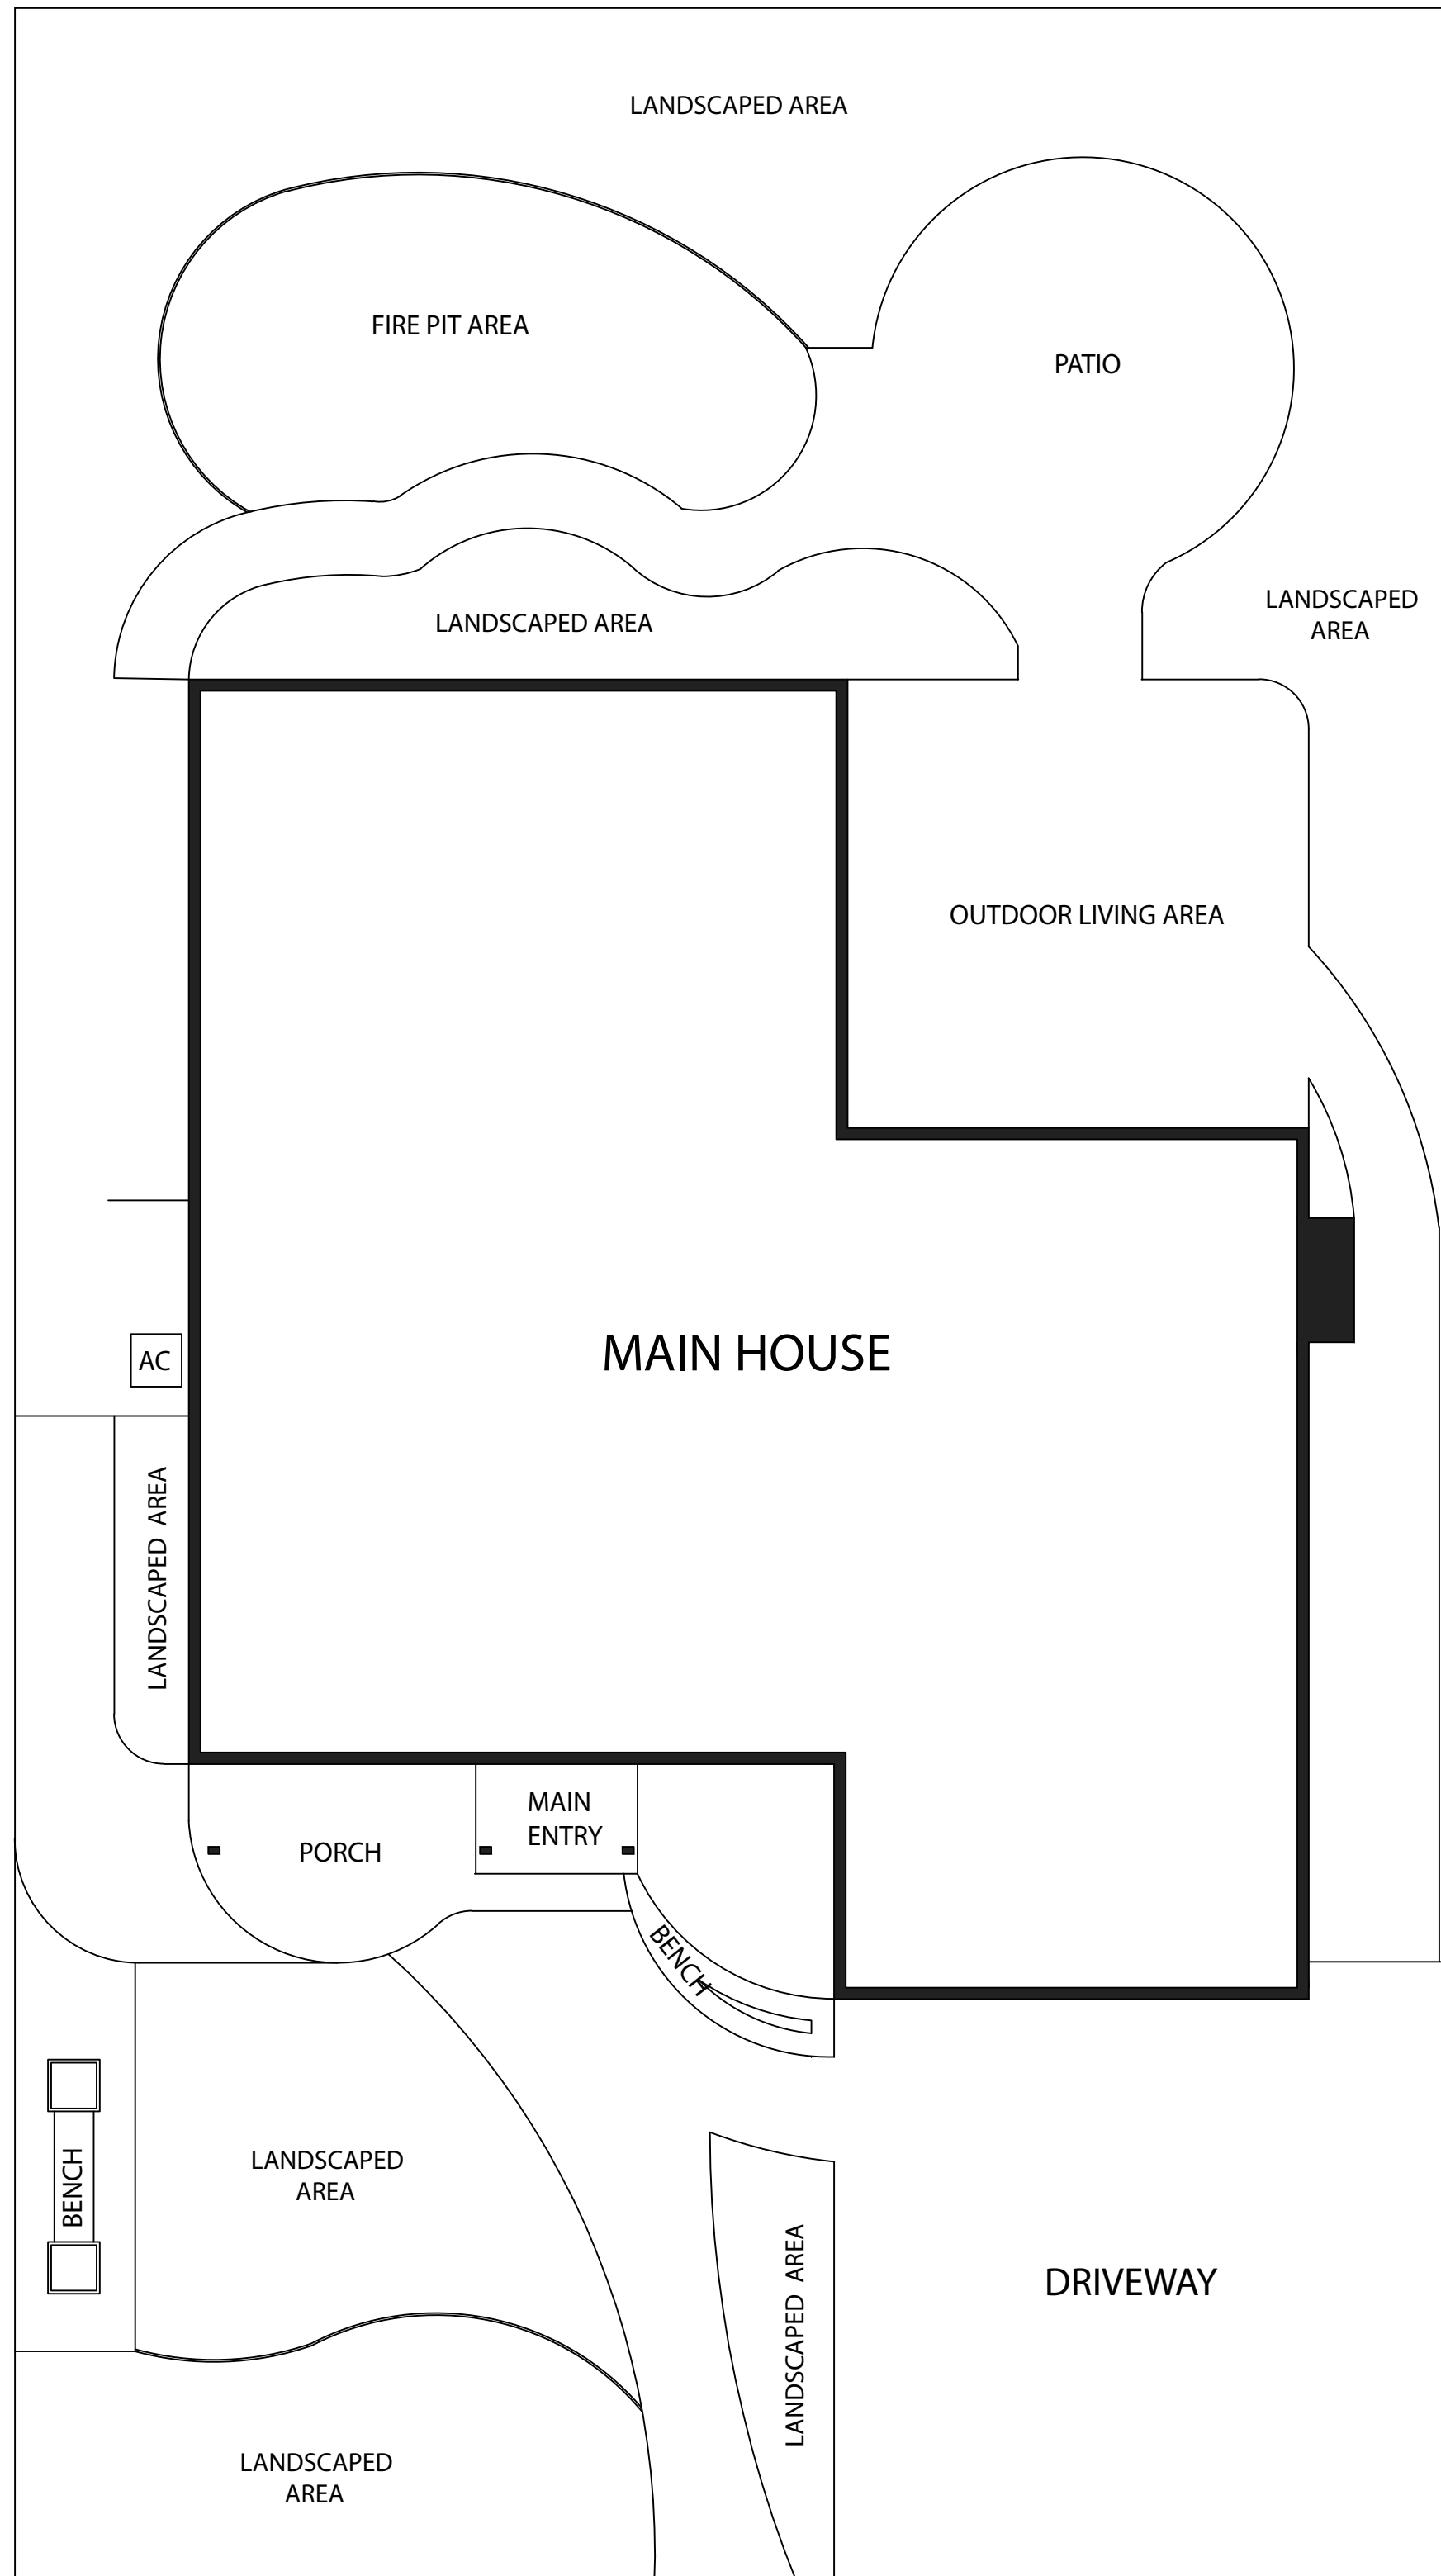 LANDSCAPED AREA
FIRE PIT AREA
PATIO
LANDSCAPED
AREA
LANDSCAPED AREA
OUTDOOR LIVING AREA
MAIN HOUSE
AC
LANDSCAPED AREA
MAIN
ENTRY
PORCH
BENCH
LANDSCAPED
AREA
BENCH
LANDSCAPED AREA
DRIVEWAY
LANDSCAPED
AREA